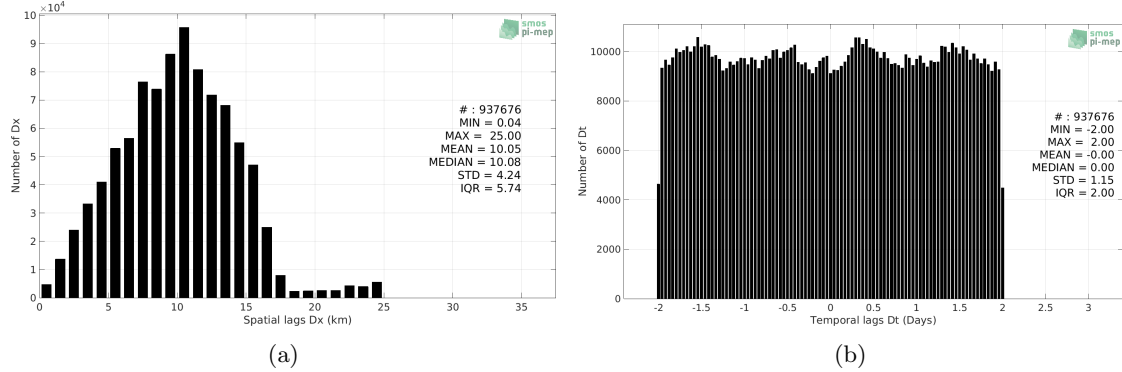 ×10⁴
10
9
8
7
6
5
4
3
2
1
0
Number of Dx
smos
pi-mep
# : 937676
MIN = 0.04
MAX = 25.00
MEAN = 10.05
MEDIAN = 10.08
STD = 4.24
IQR = 5.74
0 5 10 15 20 25 30 35
Spatial lags Dx (km)
(a)
10000
8000
6000
4000
2000
0
Number of Dt
smos
pi-mep
# : 937676
MIN = -2.00
MAX = 2.00
MEAN = -0.00
MEDIAN = 0.00
STD = 1.15
IQR = 2.00
-2 -1.5 -1 -0.5 0 0.5 1 1.5 2 2.5 3
Temporal lags Dt (Days)
(b)